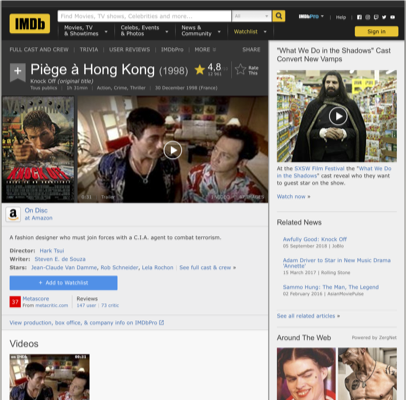 IMDb
Find Movies, TV shows, Celebrities and more...
All
IMDbPro
Help
Movies, TV
& Showtimes
Celebs, Events
& Photos
News &
Community
Watchlist
Sign in
FULL CAST AND CREW | TRIVIA | USER REVIEWS | IMDbPro | MORE
SHARE
+ Piège à Hong Kong (1998)
Knock Off (original title)
Tous publics | 1h 31min | Action, Crime, Thriller | 30 December 1998 (France)
4,8
Rate
This
VANDAMME
KNOCK OFF
Trailer
a On Disc
at Amazon
A fashion designer who must join forces with a C.I.A. agent to combat terrorism.
Director: Hark Tsui
Writer: Steven E. de Souza
Stars: Jean-Claude Van Damme, Rob Schneider, Lela Rochon | See full cast & crew »
+ Add to Watchlist
37 Metascore
From metacritic.com
Reviews
147 user | 73 critic
View production, box office, & company info on IMDbPro
Videos
"What We Do in the Shadows" Cast
Convert New Vamps
At the SXSW Film Festival the "What We Do
in the Shadows" cast reveal who they want
to guest star on the show.
Watch now »
Related News
Awfully Good: Knock Off
05 September 2018 | JoBlo
Adam Driver to Star in New Music Drama
'Annette'
15 March 2017 | Rolling Stone
Sammo Hung: The Man, The Legend
02 February 2016 | AsianMoviePulse
See all related articles »
Around The Web
Powered by ZergNet